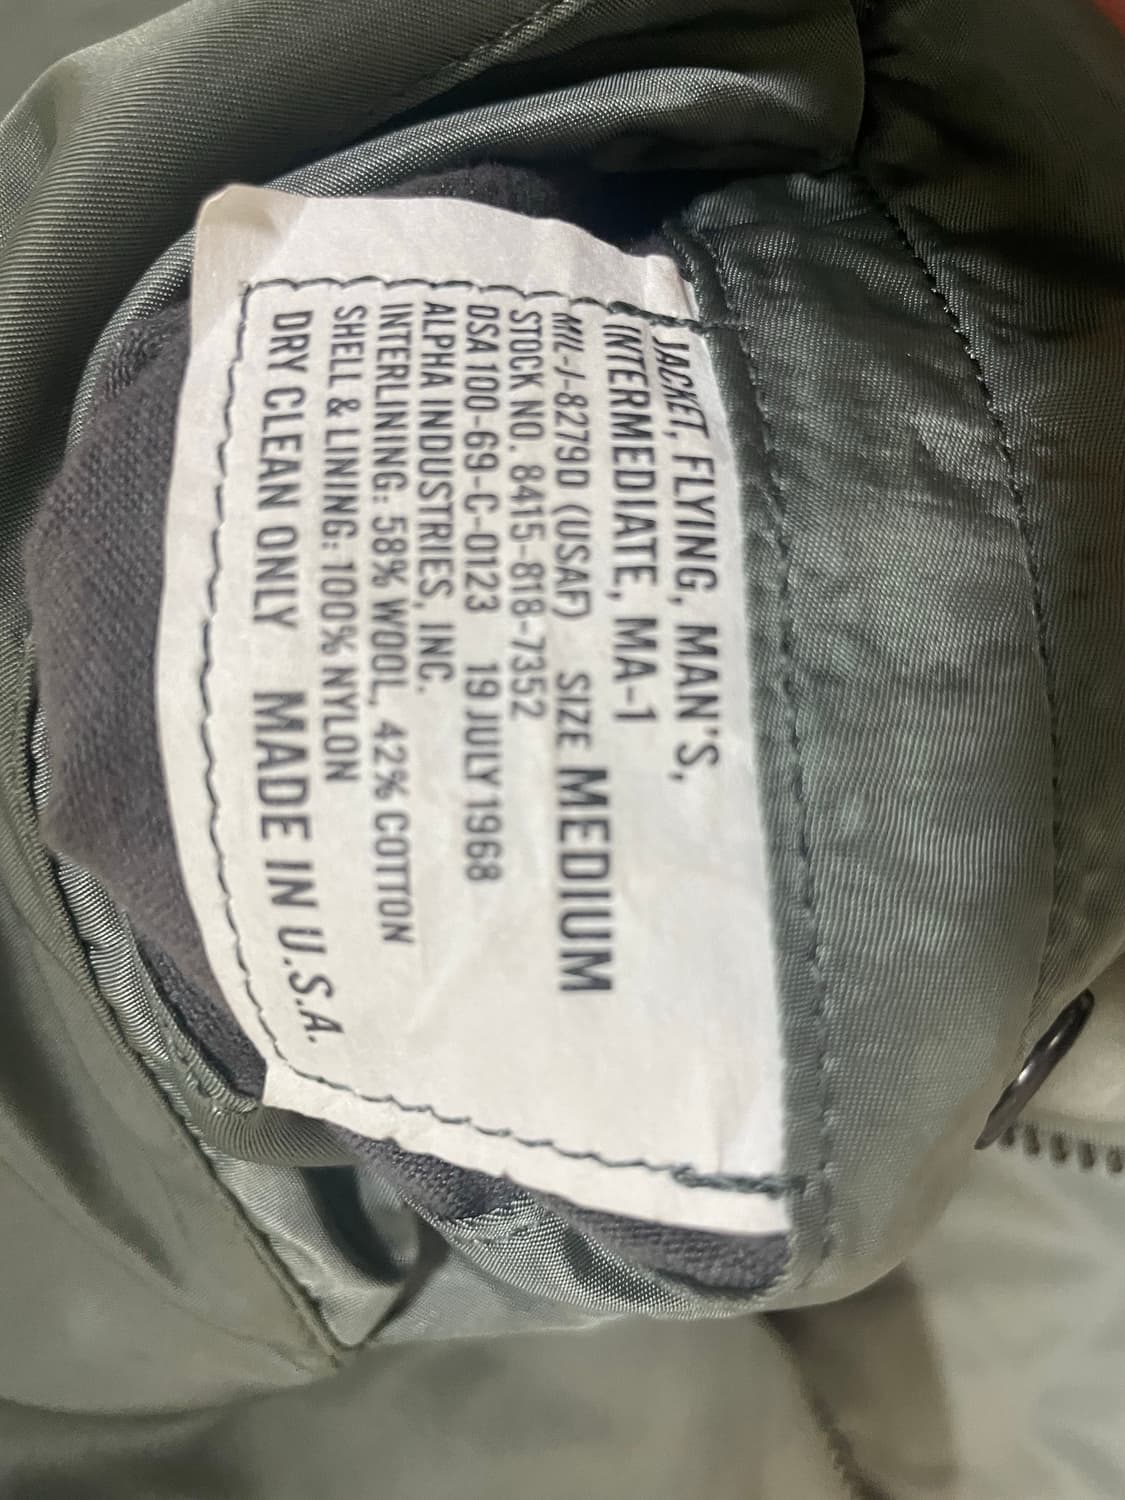 JACKET, FLYING, MAN'S,
INTERMEDIATE, MA-1
MIL-J-8279D (USAF) SIZE MEDIUM
STOCK NO. 8415-818-7352
DSA 100-69-C-0123 19 JULY 1968
ALPHA INDUSTRIES, INC.
INTERLINING: 58% WOOL, 42% COTTON
SHELL & LINING: 100% NYLON
DRY CLEAN ONLY MADE IN U.S.A.